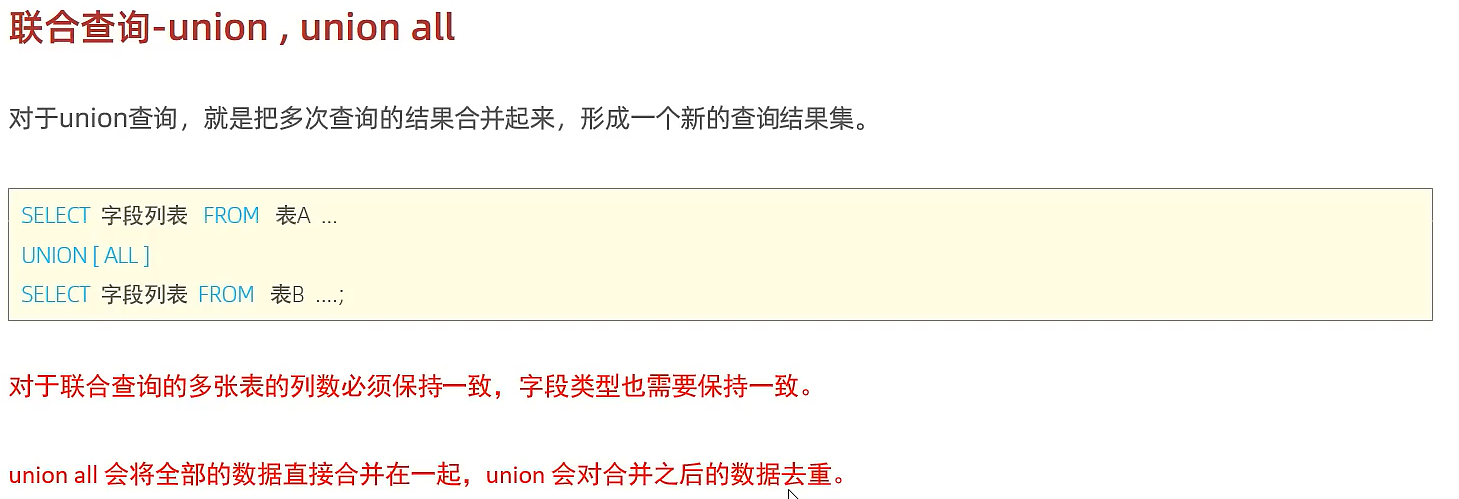 联合查询-union , union all
对于union查询，就是把多次查询的结果合并起来，形成一个新的查询结果集。
SELECT 字段列表 FROM 表A ...
UNION [ ALL ]
SELECT 字段列表 FROM 表B ....;
对于联合查询的多张表的列数必须保持一致，字段类型也需要保持一致。
union all 会将全部的数据直接合并在一起，union 会对合并之后的数据去重。